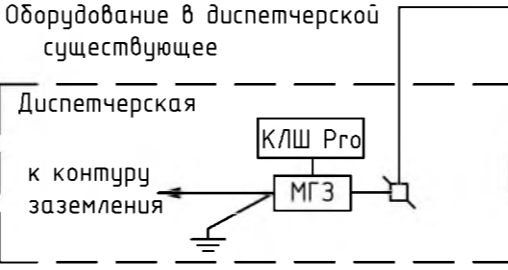 Оборудование в диспетчерской
существующее
Диспетчерская
КЛШ Pro
к контуру
заземления
МГЗ